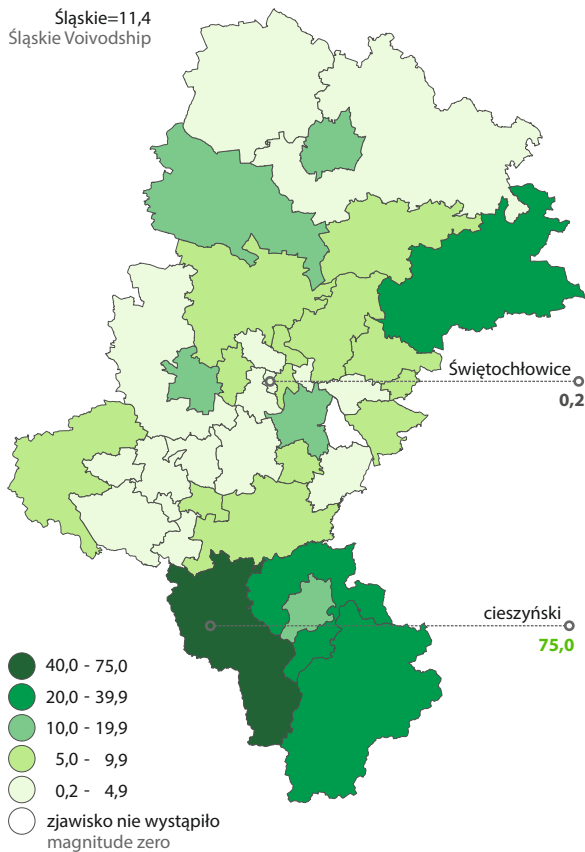 Śląskie=11,4
Śląskie Voivodship
Świętochłowice
0,2
cieszyński
75,0
40,0 - 75,0
20,0 - 39,9
10,0 - 19,9
5,0 - 9,9
0,2 - 4,9
zjawisko nie wystąpiło
magnitude zero